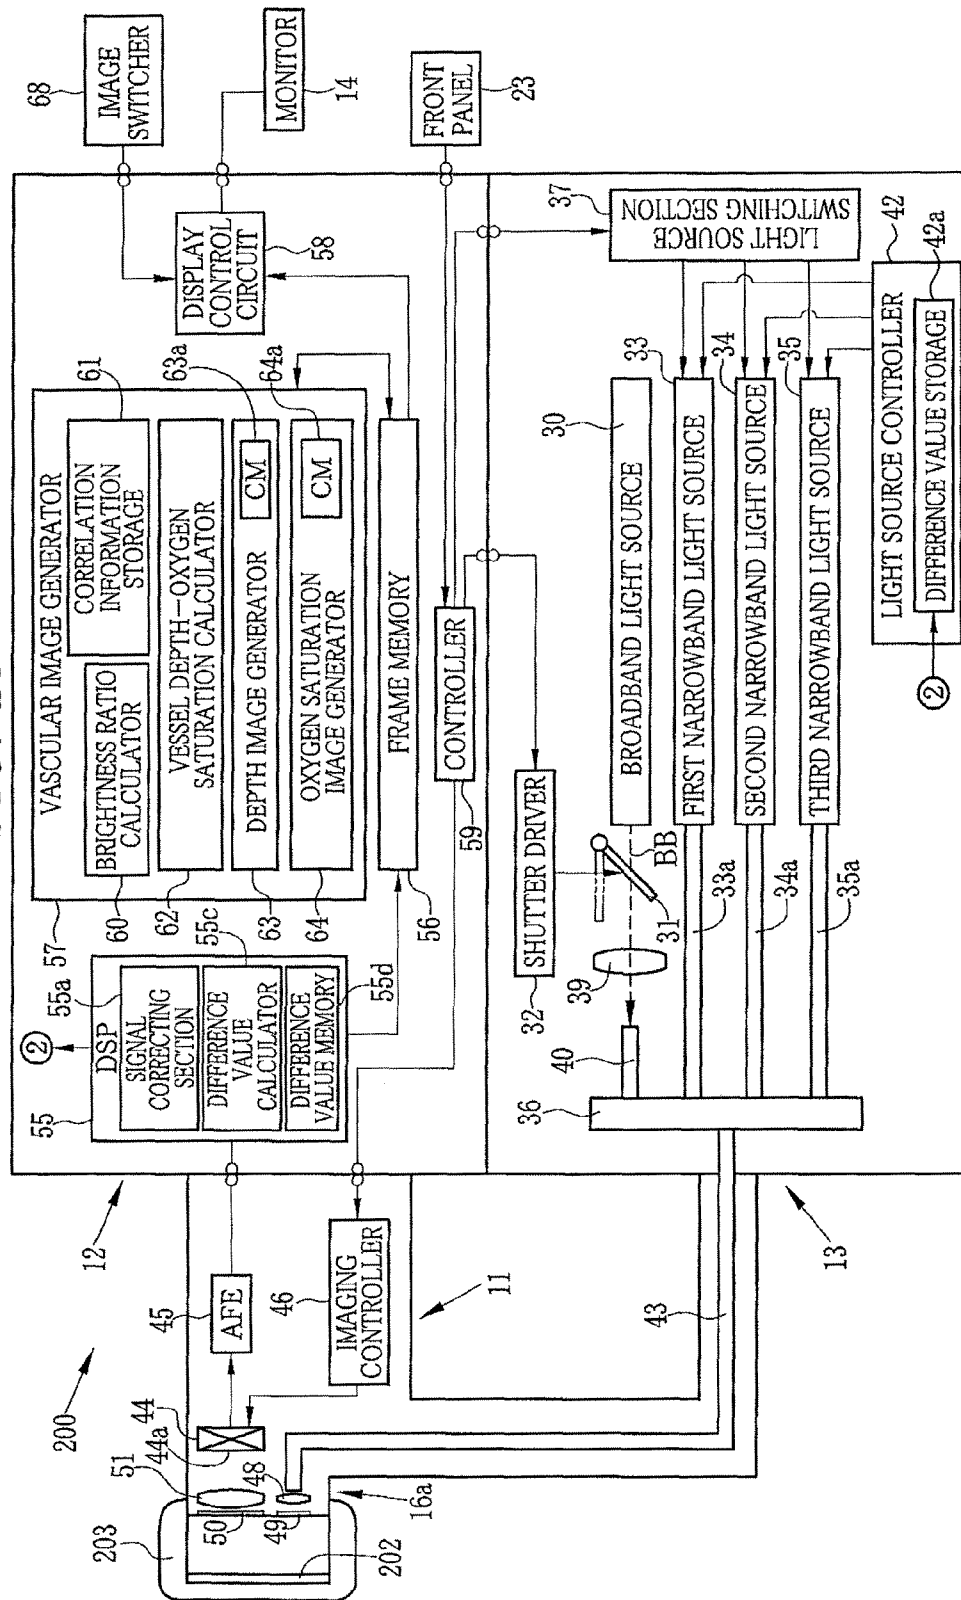 68
IMAGE
SWITCHER
MONITOR
14
FRONT
PANEL
23
DISPLAY
CONTROL
CIRCUIT
58
VASCULAR IMAGE GENERATOR
57
BRIGHTNESS RATIO
CALCULATOR
60
CORRELATION
INFORMATION
STORAGE
61
VESSEL DEPTH-OXYGEN
SATURATION CALCULATOR
62
DEPTH IMAGE GENERATOR
63
CM
63a
OXYGEN SATURATION
IMAGE GENERATOR
64
CM
64a
FRAME MEMORY
56
CONTROLLER
59
②
55
DSP
55a
SIGNAL
CORRECTING
SECTION
55c
DIFFERENCE
VALUE
CALCULATOR
DIFFERENCE
VALUE MEMORY
55d
12
200
45
AFE
46
IMAGING
CONTROLLER
11
44
44a
51
50
48
49
16a
203
202
43
13
37
LIGHT SOURCE
SWITCHING SECTION
SHUTTER DRIVER
32
30
BROADBAND LIGHT SOURCE
BB
31
39
40
36
33
FIRST NARROWBAND LIGHT SOURCE
33a
34
SECOND NARROWBAND LIGHT SOURCE
34a
35
THIRD NARROWBAND LIGHT SOURCE
35a
42
LIGHT SOURCE CONTROLLER
42a
DIFFERENCE VALUE STORAGE
②